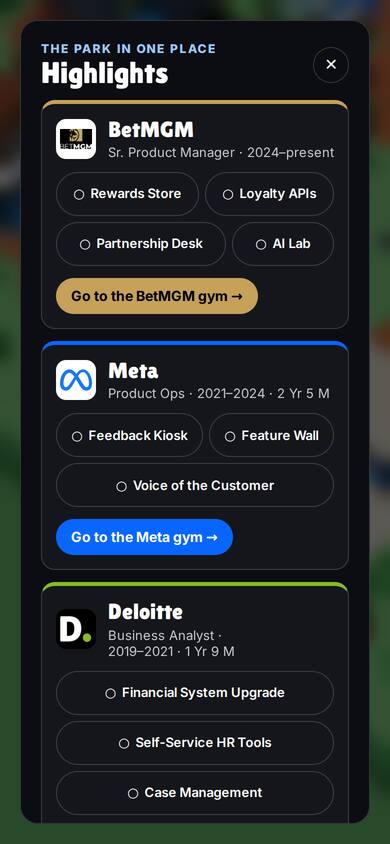 THE PARK IN ONE PLACE
Highlights
✕
BETMGM
BetMGM
Sr. Product Manager · 2024–present
○ Rewards Store
○ Loyalty APIs
○ Partnership Desk
○ AI Lab
Go to the BetMGM gym →
Meta
Product Ops · 2021–2024 · 2 Yr 5 M
○ Feedback Kiosk
○ Feature Wall
○ Voice of the Customer
Go to the Meta gym →
D.
Deloitte
Business Analyst ·
2019–2021 · 1 Yr 9 M
○ Financial System Upgrade
○ Self-Service HR Tools
○ Case Management